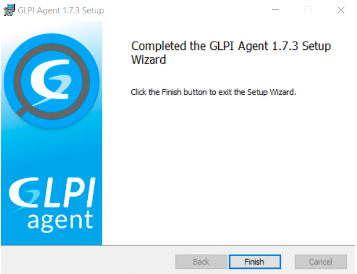 GLPI Agent 1.7.3 Setup
Completed the GLPI Agent 1.7.3 Setup
Wizard
Click the Finish button to exit the Setup Wizard.
GLPI
agent
Back
Finish
Cancel